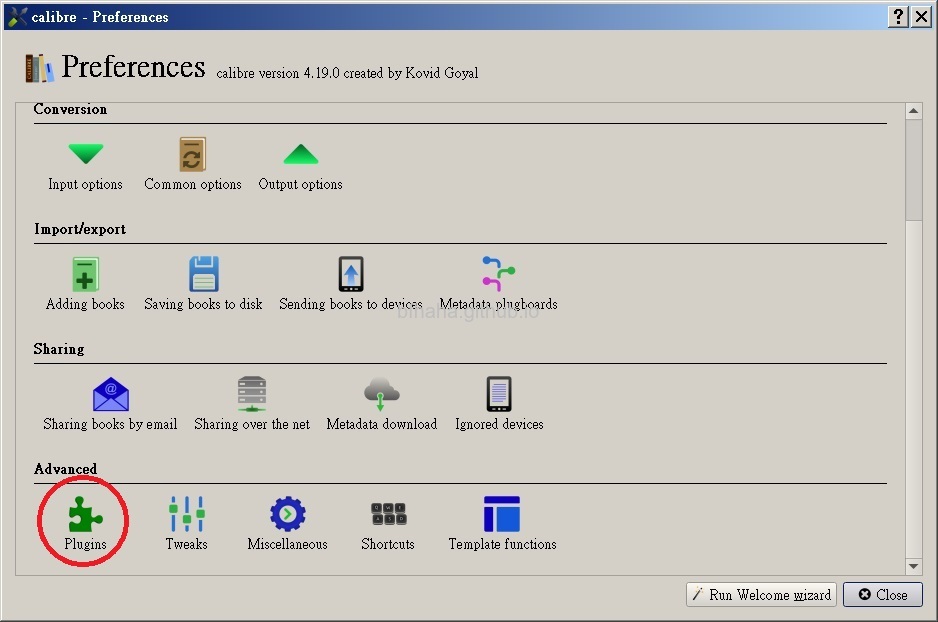 calibre - Preferences
Preferences calibre version 4.19.0 created by Kovid Goyal
Conversion
Input options Common options Output options
Import/export
Adding books Saving books to disk Sending books to devices Metadata plugboards
Sharing
Sharing books by email Sharing over the net Metadata download Ignored devices
Advanced
Plugins Tweaks Miscellaneous Shortcuts Template functions
Run Welcome wizard Close